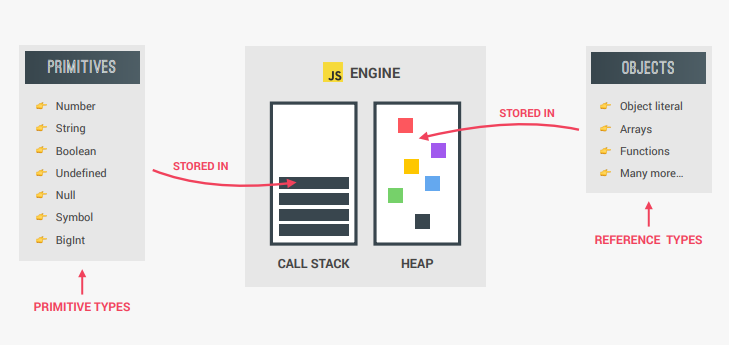 PRIMITIVES
Number
String
Boolean
Undefined
Null
Symbol
BigInt
PRIMITIVE TYPES
STORED IN
JS ENGINE
CALL STACK
HEAP
STORED IN
OBJECTS
Object literal
Arrays
Functions
Many more...
REFERENCE TYPES